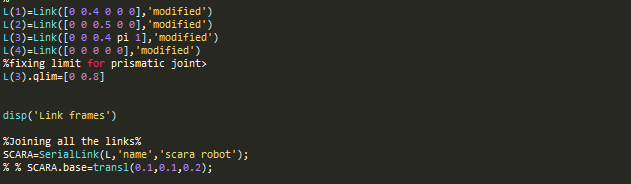 %
L(1)=Link([0 0.4 0 0 0],'modified')
L(2)=Link([0 0 0.5 0 0],'modified')
L(3)=Link([0 0 0.4 pi 1],'modified')
L(4)=Link([0 0 0 0 0],'modified')
%fixing limit for prismatic joint>
L(3).qlim=[0 0.8]
disp('Link frames')
%Joining all the links%
SCARA=SerialLink(L,'name','scara robot');
% % SCARA.base=transl(0.1,0.1,0.2);